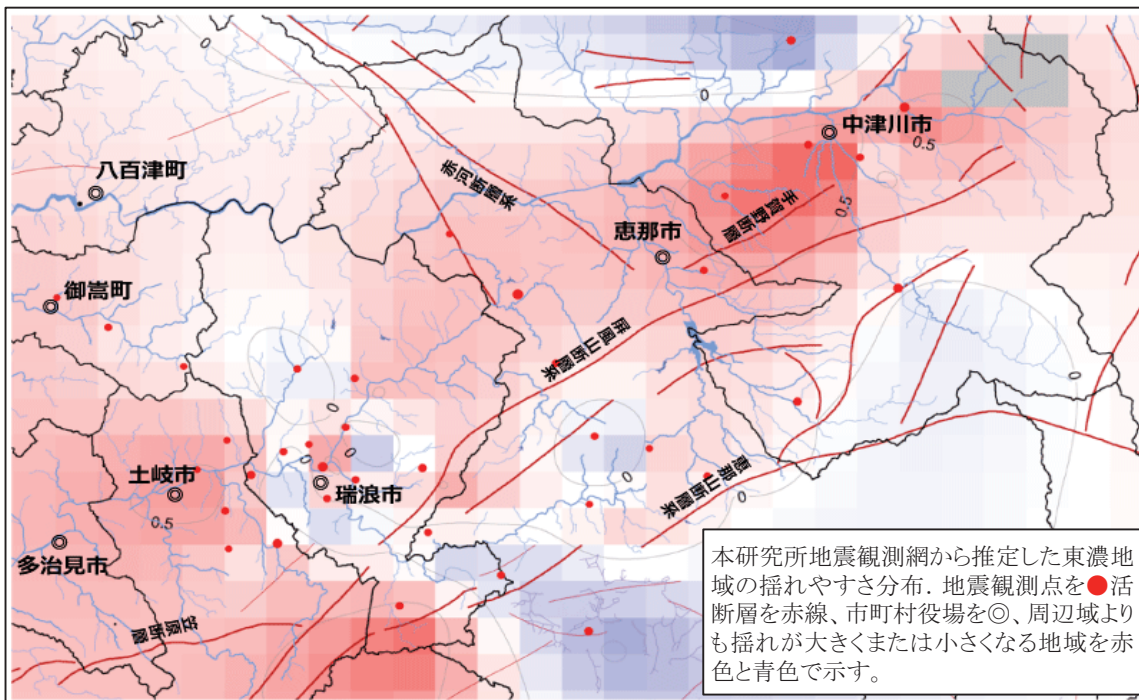 0
0
中津川市
0.5
八百津町
赤河断層系
手賀野断層
0.5
恵那市
御嵩町
屏風山断層系
0
0
0
0
恵那山断層系
0
土岐市
瑞浪市
0.5
多治見市
笠原断層
本研究所地震観測網から推定した東濃地
域の揺れやすさ分布. 地震観測点を●活
断層を赤線、市町村役場を◎、周辺域より
も揺れが大きくまたは小さくなる地域を赤
色と青色で示す。